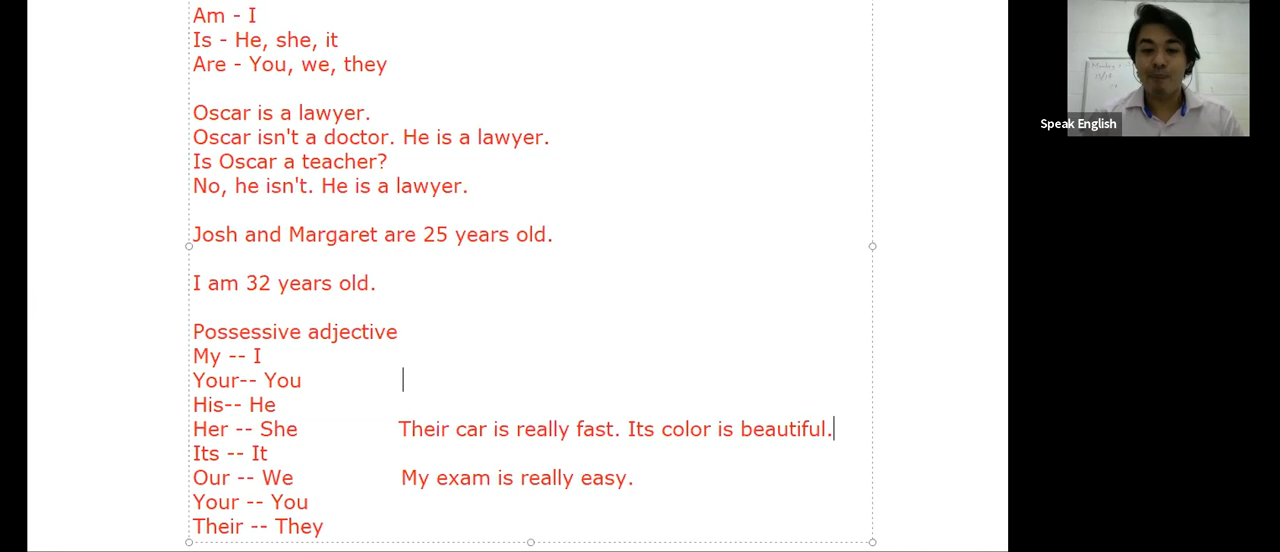 Am - I
Is - He, she, it
Are - You, we, they
Oscar is a lawyer.
Oscar isn't a doctor. He is a lawyer.
Is Oscar a teacher?
No, he isn't. He is a lawyer.
Josh and Margaret are 25 years old.
I am 32 years old.
Possessive adjective
My -- I
Your-- You
His-- He
Her -- She Their car is really fast. Its color is beautiful.
Its -- It
Our -- We My exam is really easy.
Your -- You
Their -- They
Speak English